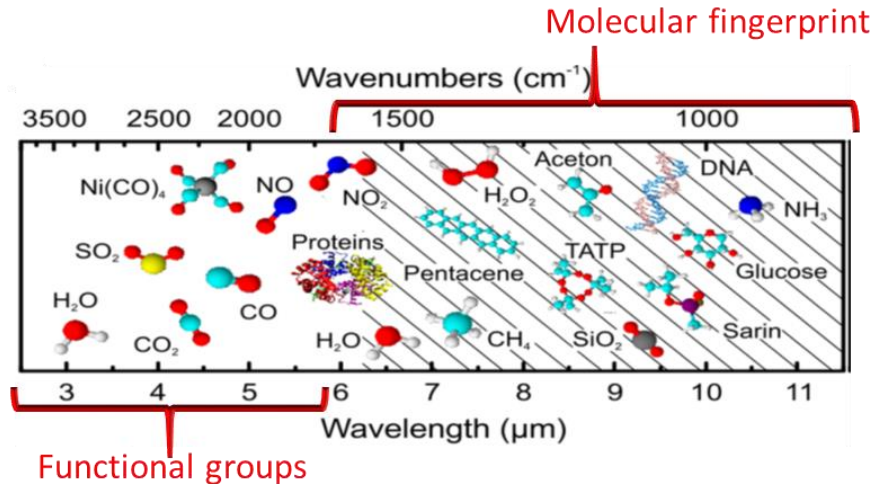 Molecular fingerprint
Wavenumbers (cm⁻¹)
3500 2500 2000 1500 1000
Ni(CO)₄
NO
NO₂
H₂O₂
Aceton
DNA
NH₃
SO₂
Proteins
Pentacene
TATP
Glucose
H₂O
CO₂
CO
H₂O
CH₄
SiO₂
Sarin
3 4 5 6 7 8 9 10 11
Wavelength (μm)
Functional groups